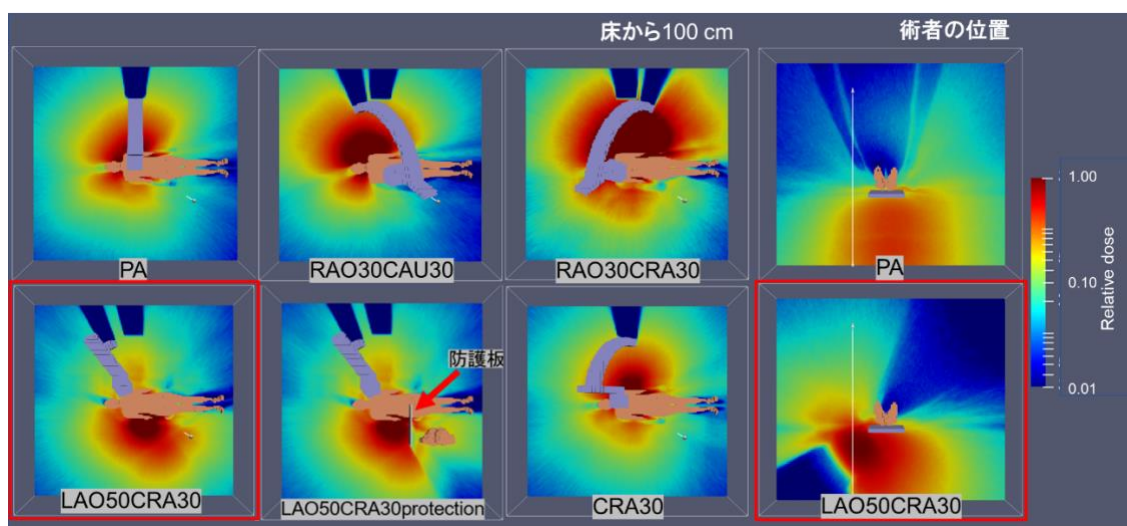 床から100 cm
術者の位置
PA
RAO30CAU30
RAO30CRA30
PA
1.00
0.10
0.01
Relative dose
防護板
LAO50CRA30
LAO50CRA30protection
CRA30
LAO50CRA30